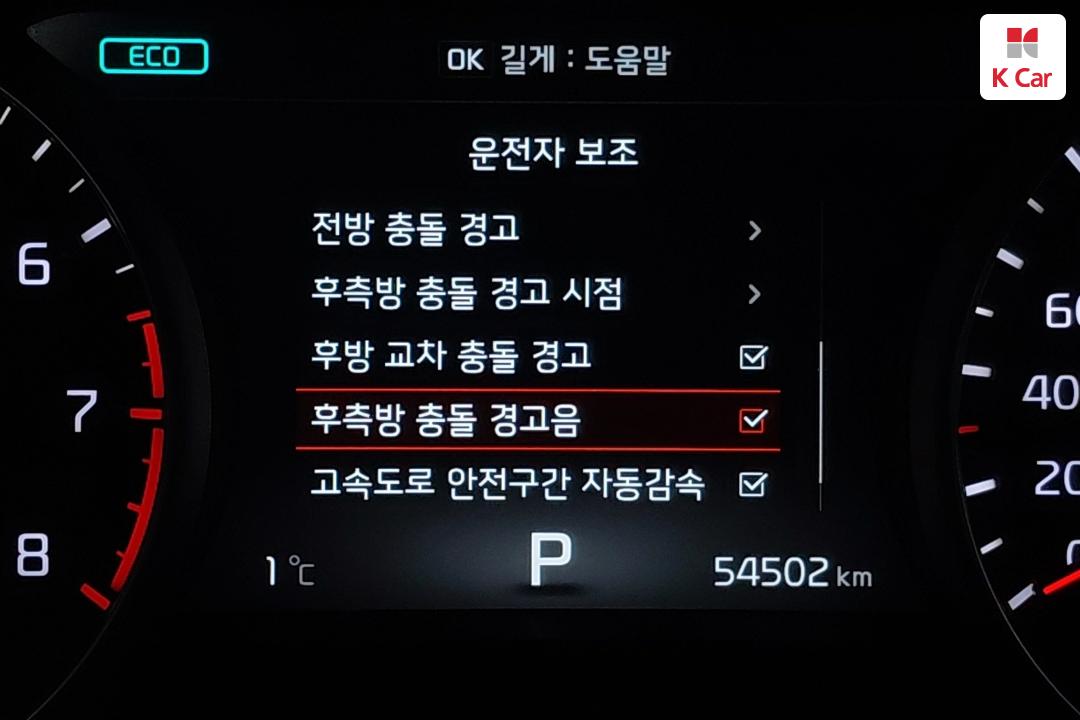 ECO
OK 길게 : 도움말
K Car
운전자 보조
전방 충돌 경고
후측방 충돌 경고 시점
후방 교차 충돌 경고
후측방 충돌 경고음
고속도로 안전구간 자동감속
6
7
8
60
40
20
0
1 ℃
P
54502 km